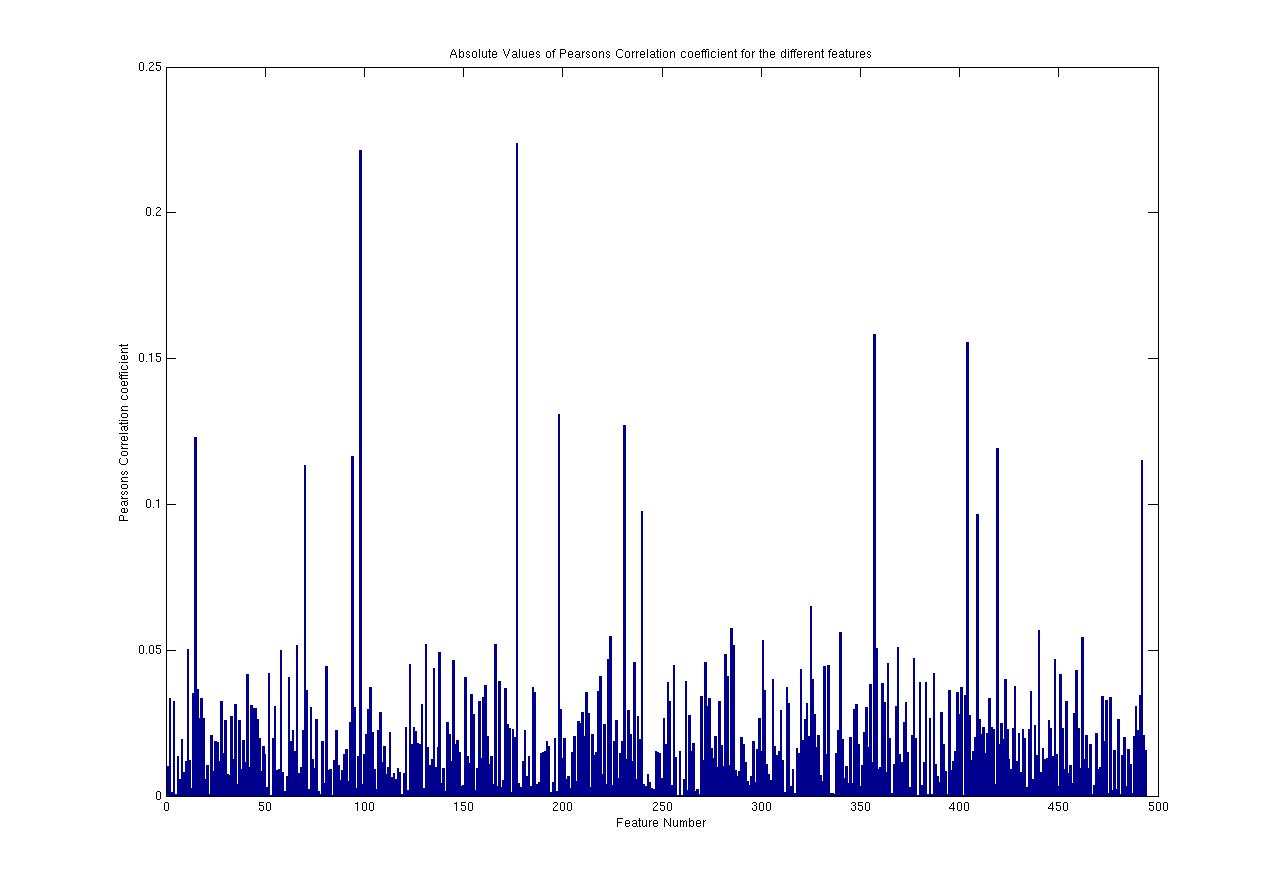 Absolute Values of Pearsons Correlation coefficient for the different features
0.25
0.2
0.15
0.1
0.05
0
Pearsons Correlation coefficient
0 50 100 150 200 250 300 350 400 450 500
Feature Number